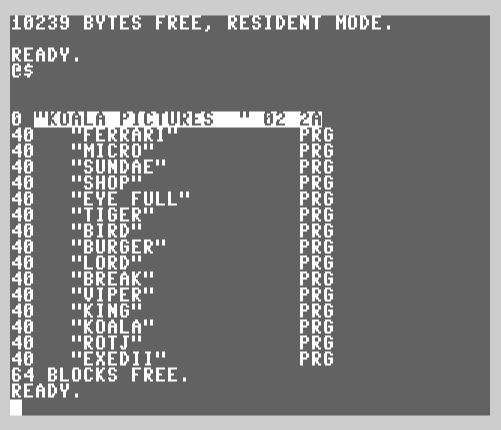 10239 BYTES FREE, RESIDENT MODE.
READY.
@$
0 "KOALA PICTURES  " 02 2A
40 "FERRARI" PRG
40 "MICRO" PRG
40 "SUNDAE" PRG
40 "SHOP" PRG
40 "EYE FULL" PRG
40 "TIGER" PRG
40 "BIRD" PRG
40 "BURGER" PRG
40 "LORD" PRG
40 "BREAK" PRG
40 "VIPER" PRG
40 "KING" PRG
40 "KOALA" PRG
40 "ROTJ" PRG
40 "EXEDII" PRG
64 BLOCKS FREE.
READY.